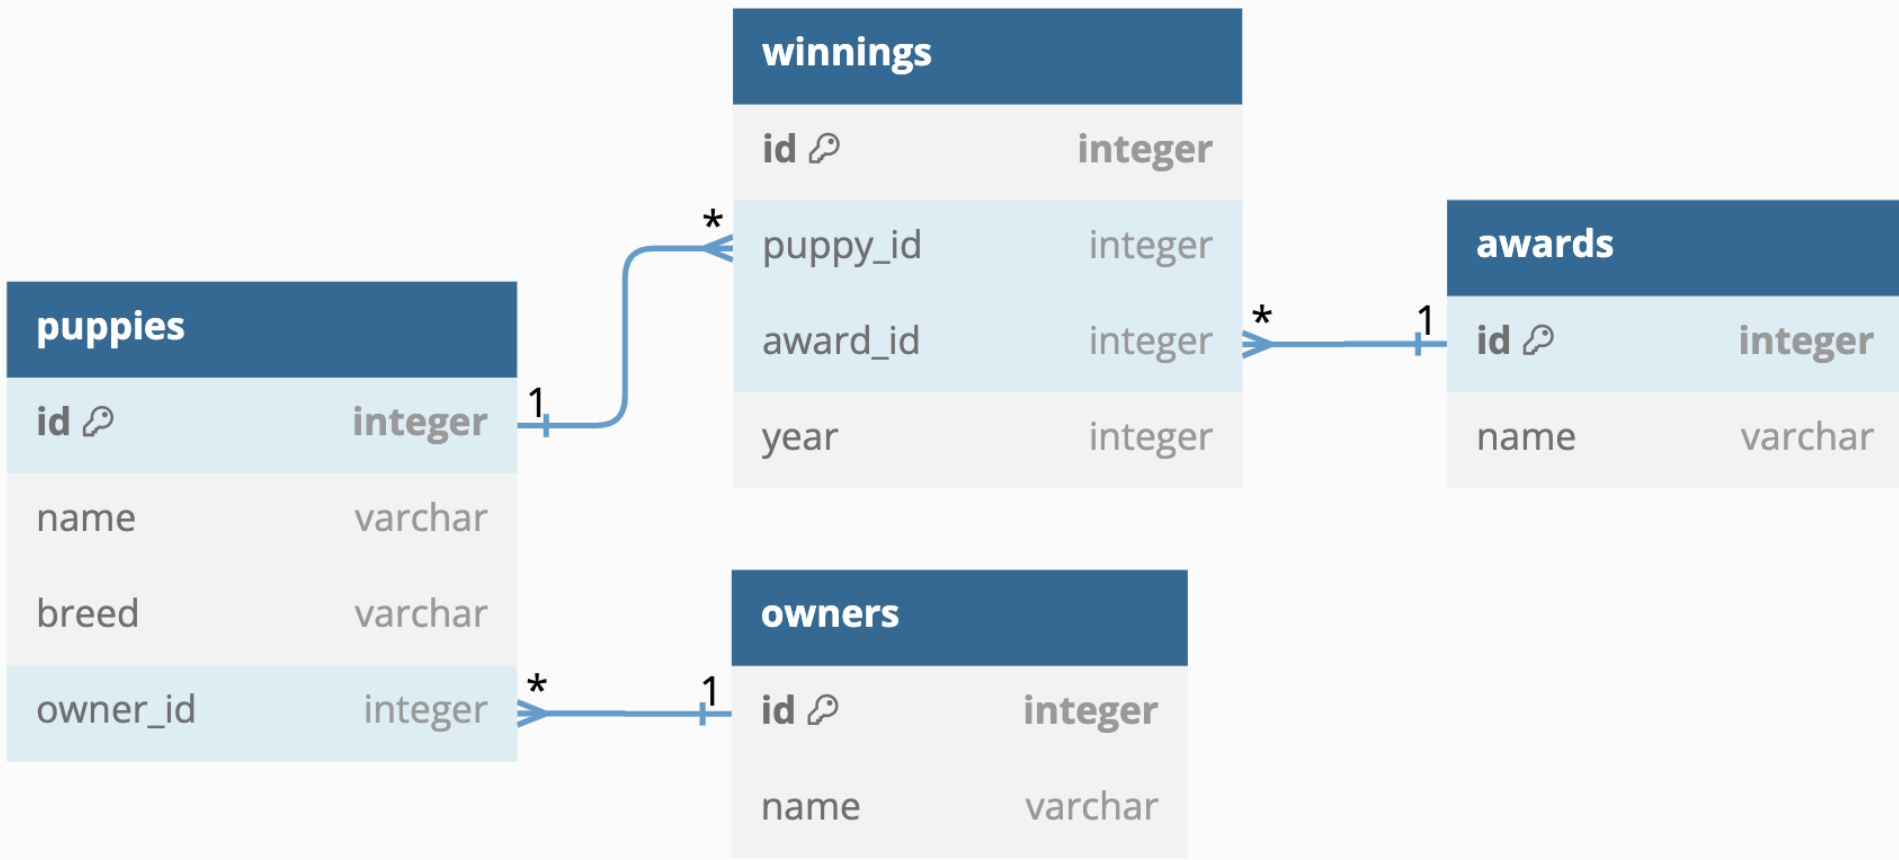 winnings
id integer
puppy_id integer
award_id integer
year integer
*
*
1
awards
id integer
name varchar
puppies
id integer
name varchar
breed varchar
owner_id integer
1
*
1
owners
id integer
name varchar